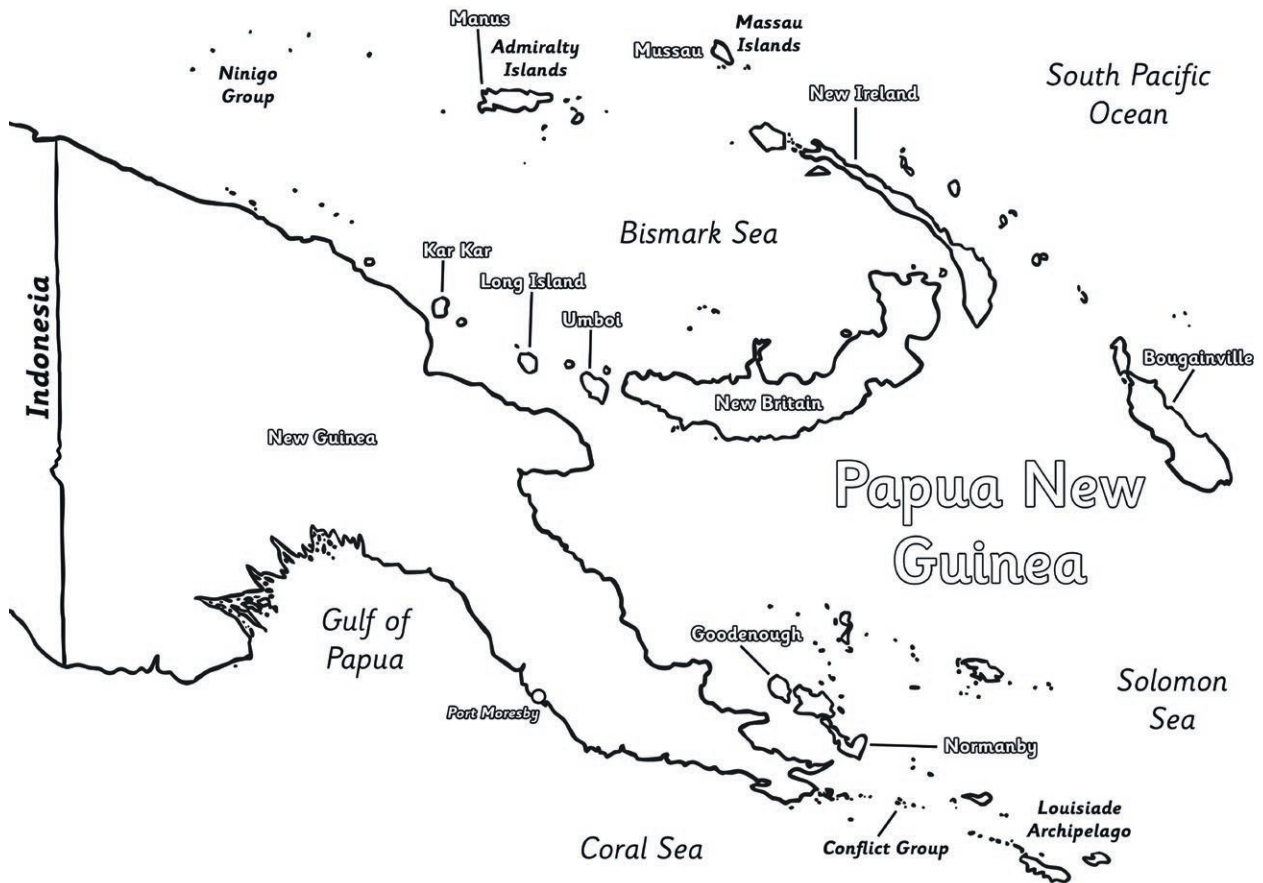 Manus
Admiralty
Islands
Mussau
Massau
Islands
Ninigo
Group
South Pacific
Ocean
New Ireland
Bismark Sea
Kar Kar
Long Island
Umboi
Indonesia
Bougainville
New Britain
New Guinea
Papua New
Guinea
Gulf of
Papua
Goodenough
Port Moresby
Solomon
Sea
Normanby
Louisiade
Archipelago
Conflict Group
Coral Sea